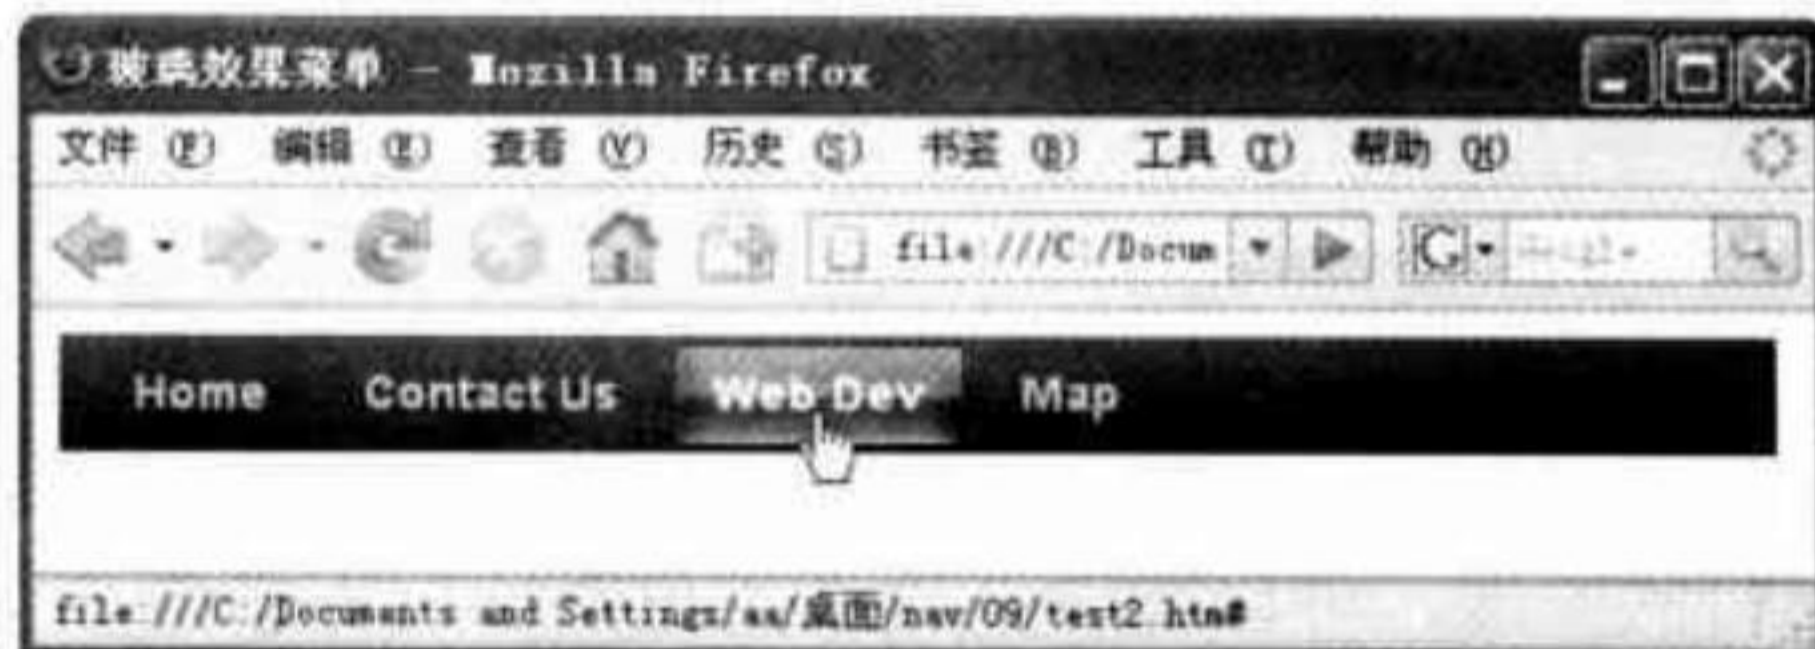 玻璃效果菜单 - Mozilla Firefox
文件 (F) 编辑 (E) 查看 (V) 历史 (S) 书签 (B) 工具 (T) 帮助 (H)
file:///C:/Docum G
Home Contact Us Web Dev Map
file:///C:/Documents and Settings/aa/桌面/nav/09/test2.htm#